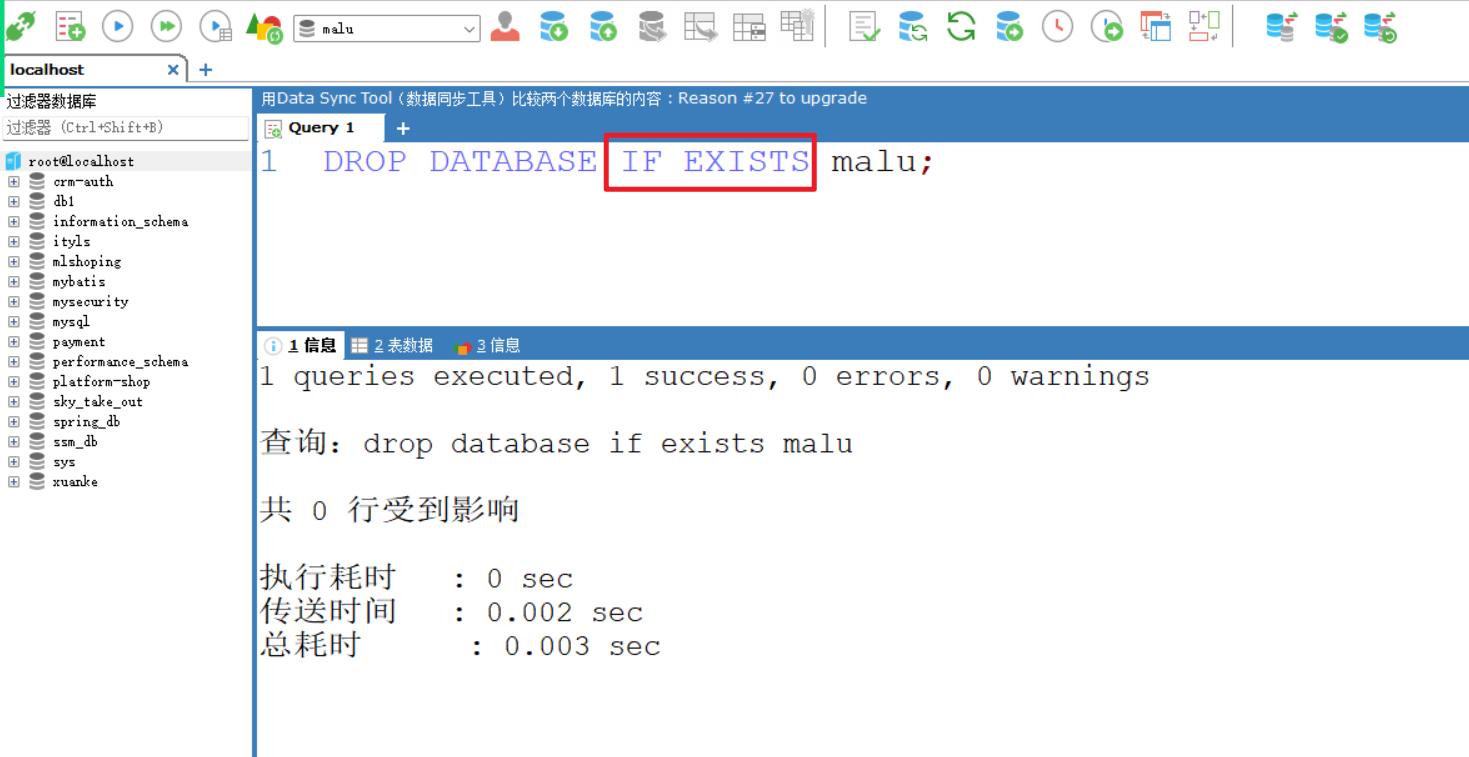 malu
localhost
过滤器数据库
过滤器 (Ctrl+Shift+B)
root@localhost
crm-auth
db1
information_schema
ityls
mlshoping
mybatis
mysecurity
mysql
payment
performance_schema
platform-shop
sky_take_out
spring_db
ssm_db
sys
xuanke
用Data Sync Tool（数据同步工具）比较两个数据库的内容：Reason #27 to upgrade
Query 1
1 DROP DATABASE IF EXISTS malu;
1 信息 2 表数据 3 信息
1 queries executed, 1 success, 0 errors, 0 warnings
查询：drop database if exists malu
共 0 行受到影响
执行耗时 : 0 sec
传送时间 : 0.002 sec
总耗时 : 0.003 sec